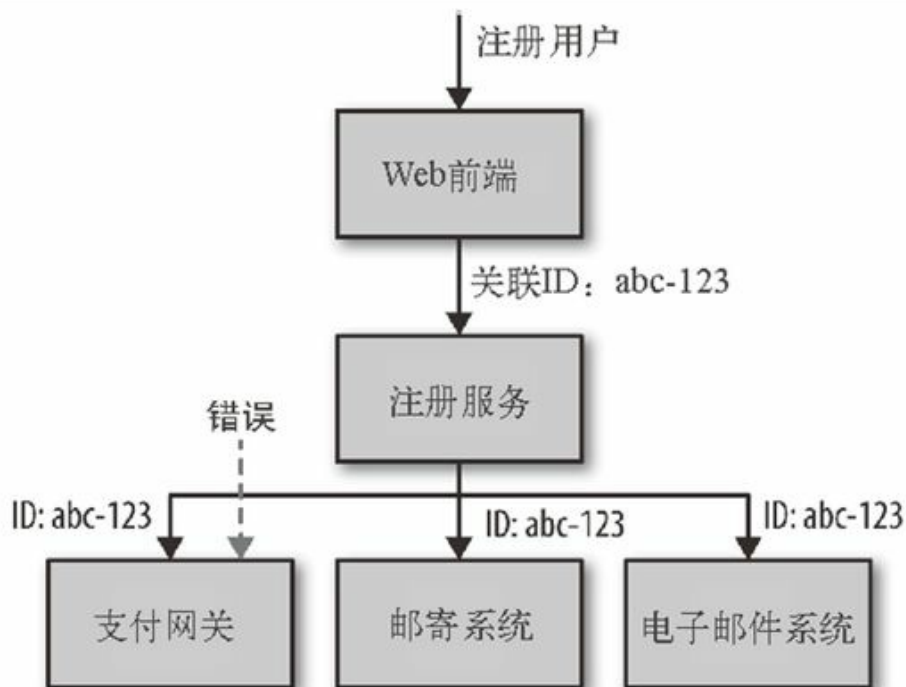 注册用户
Web前端
关联ID：abc-123
注册服务
错误
ID: abc-123
ID: abc-123
ID: abc-123
支付网关
邮寄系统
电子邮件系统